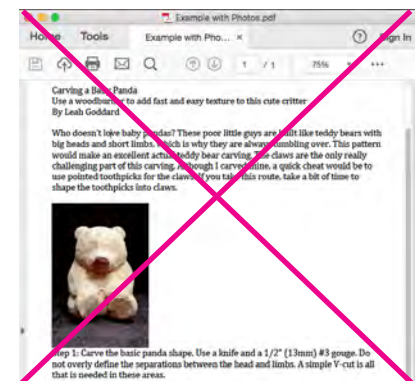 Example with Photos.pdf
Home Tools Example with Pho... × ? Sign In
1 / 1 75% ...
Carving a Baby Panda
Use a woodburner to add fast and easy texture to this cute critter
By Leah Goddard
Who doesn't love baby pandas? These poor little guys are built like teddy bears with
big heads and short limbs, which is why they are always tumbling over. This pattern
would make an excellent actual teddy bear carving. The claws are the only really
challenging part of this carving. Although I carved mine, a quick cheat would be to
use pointed toothpicks for the claws. If you take this route, take a bit of time to
shape the toothpicks into claws.
Step 1: Carve the basic panda shape. Use a knife and a 1/2" (13mm) #3 gouge. Do
not overly define the separations between the head and limbs. A simple V-cut is all
that is needed in these areas.